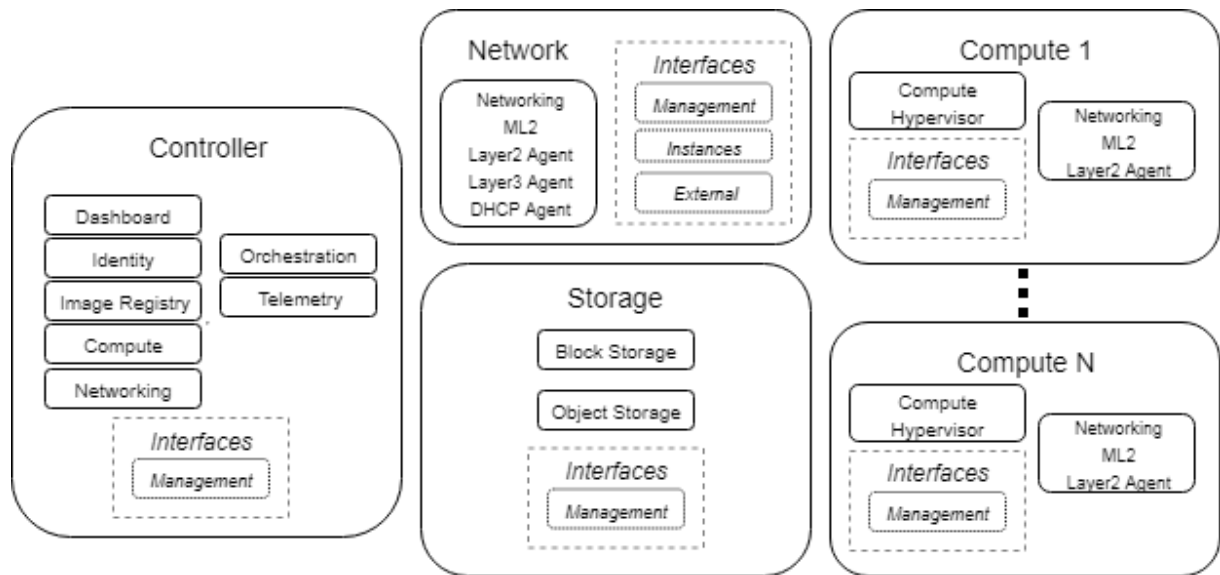 Controller
Dashboard
Identity
Image Registry
Compute
Networking
Orchestration
Telemetry
Interfaces
Management
Network
Networking
ML2
Layer2 Agent
Layer3 Agent
DHCP Agent
Interfaces
Management
Instances
External
Storage
Block Storage
Object Storage
Interfaces
Management
Compute 1
Compute
Hypervisor
Networking
ML2
Layer2 Agent
Interfaces
Management
Compute N
Compute
Hypervisor
Networking
ML2
Layer2 Agent
Interfaces
Management